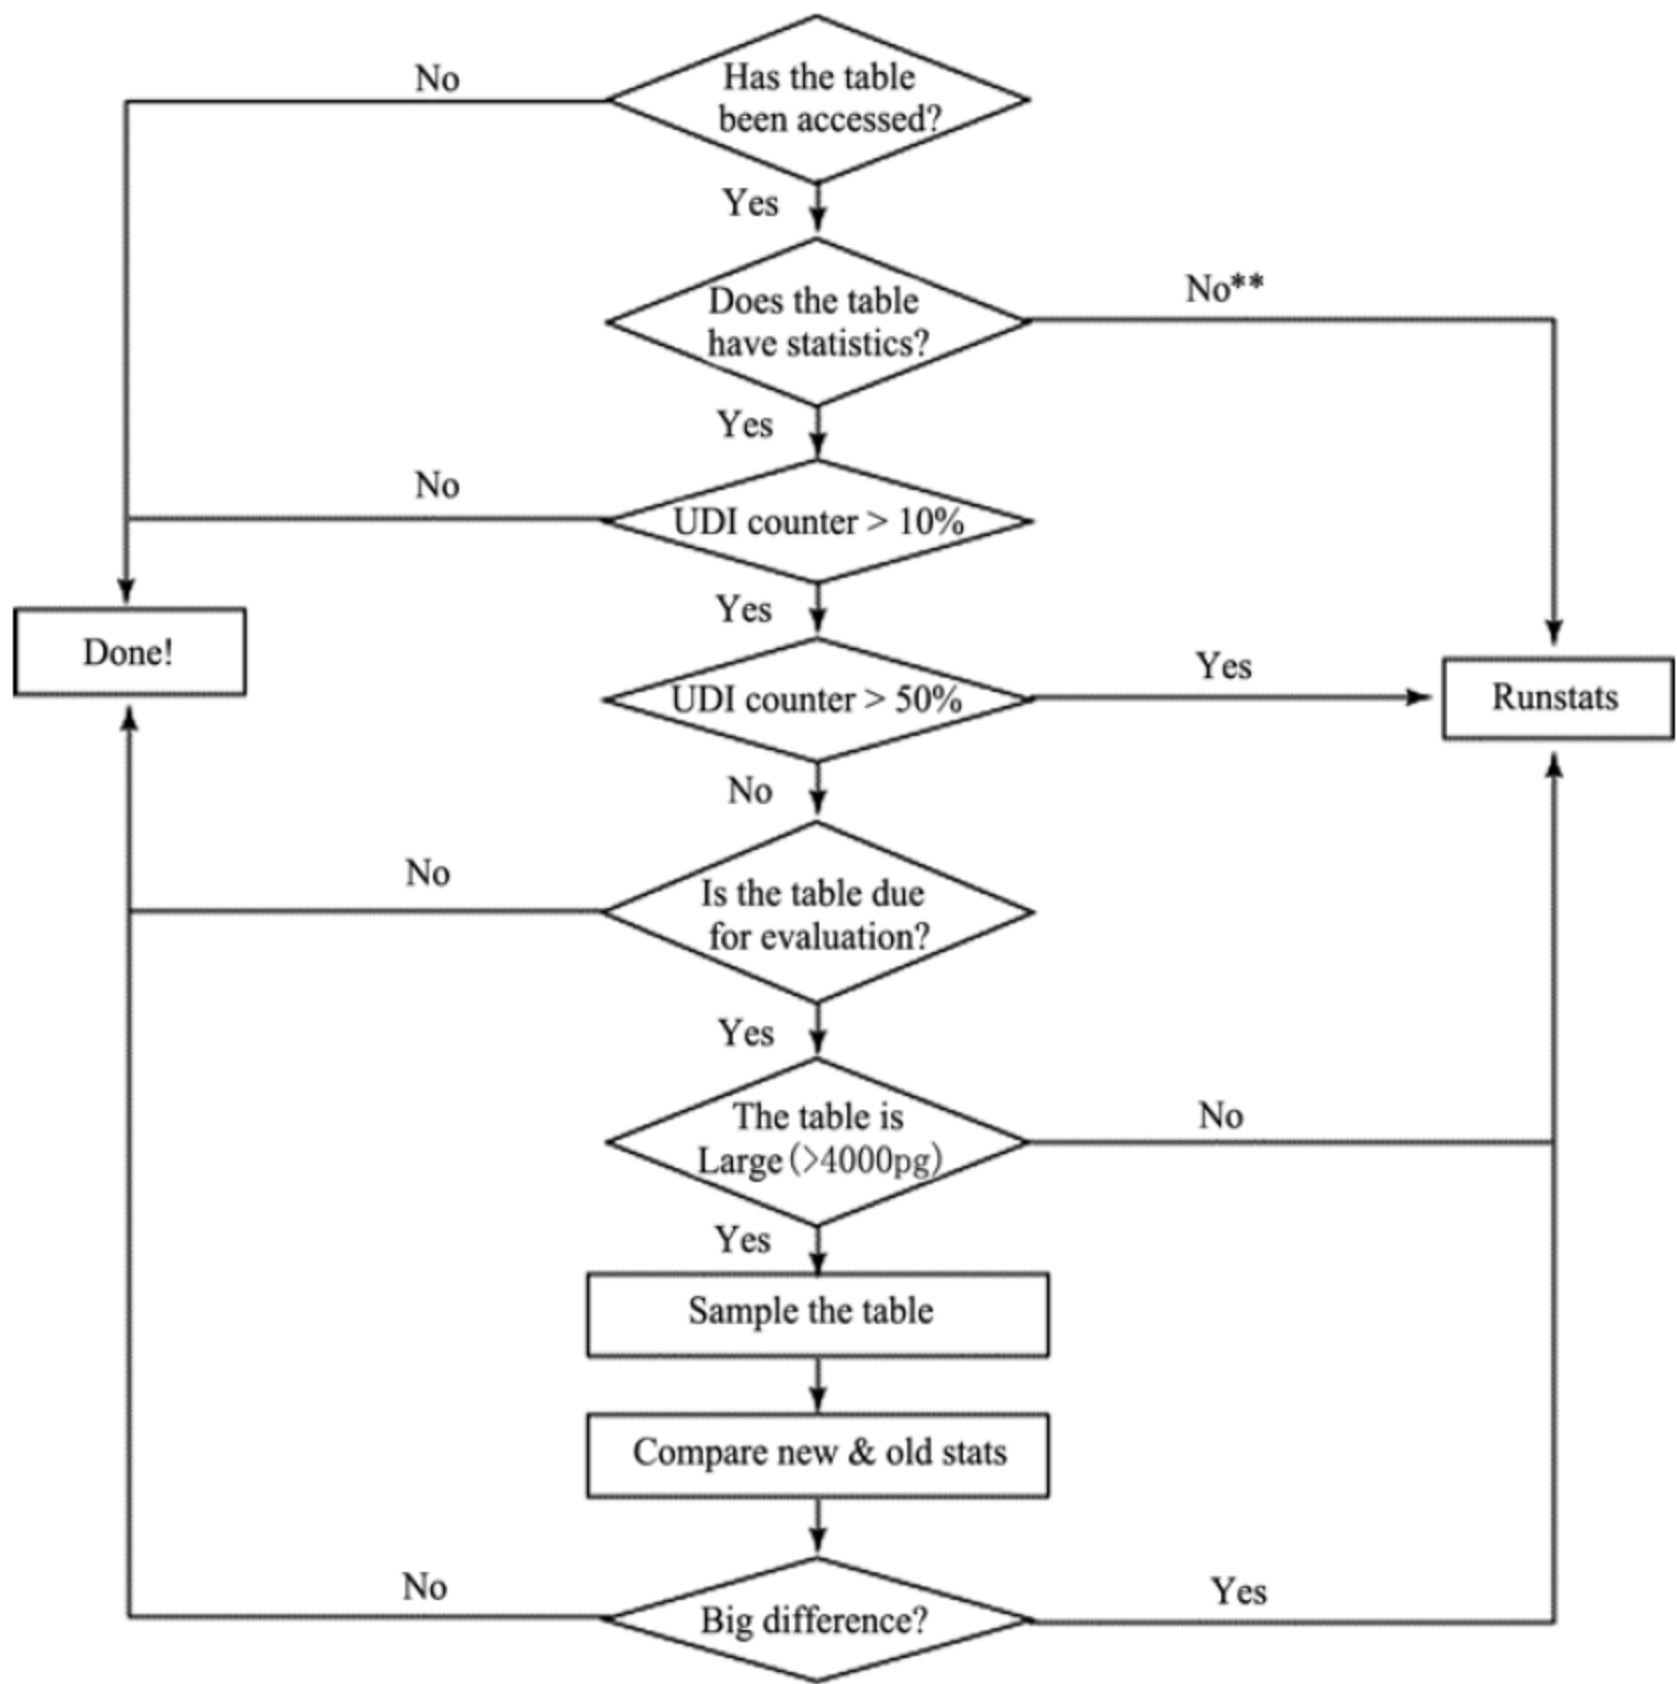 No
Has the table
been accessed?
Yes
No**
Does the table
have statistics?
Yes
No
UDI counter > 10%
Yes
Done!
Yes
UDI counter > 50%
Runstats
No
No
Is the table due
for evaluation?
Yes
The table is
Large (>4000pg)
No
Yes
Sample the table
Compare new & old stats
No
Big difference?
Yes